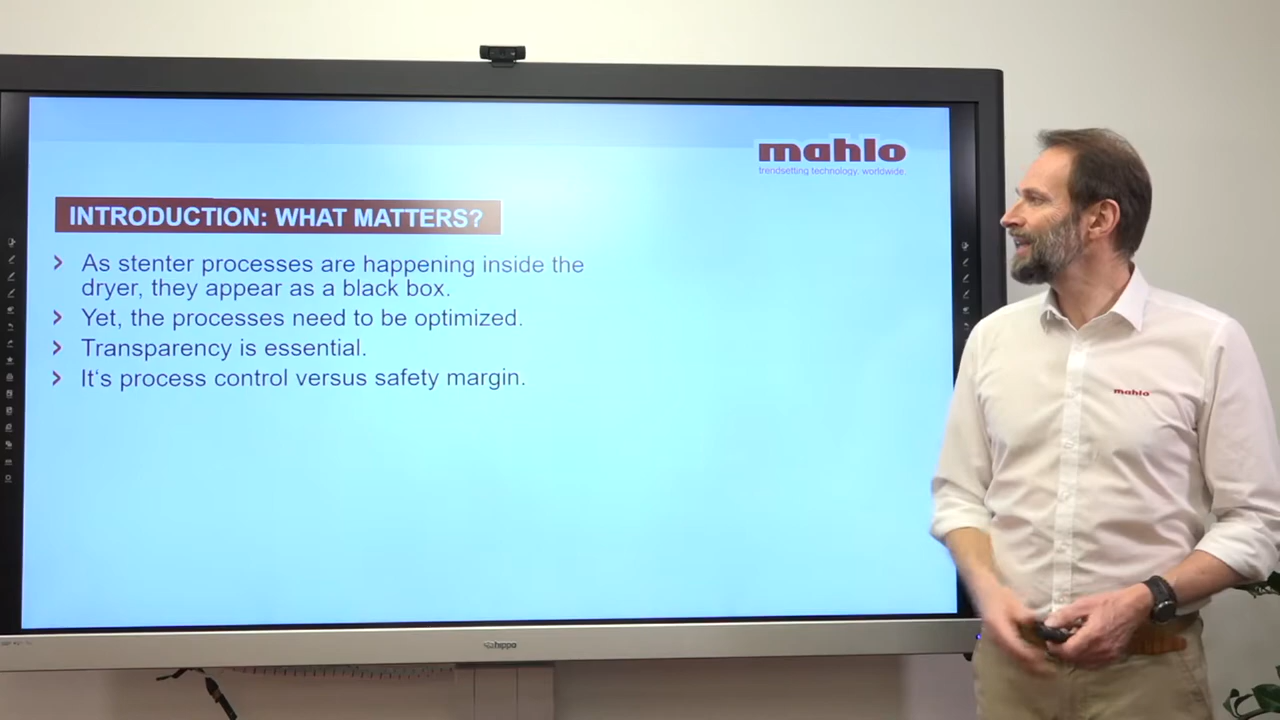 mahlo
trendsetting technology. worldwide.
INTRODUCTION: WHAT MATTERS?
As stenter processes are happening inside the
dryer, they appear as a black box.
Yet, the processes need to be optimized.
Transparency is essential.
It‘s process control versus safety margin.
mahlo
hippo